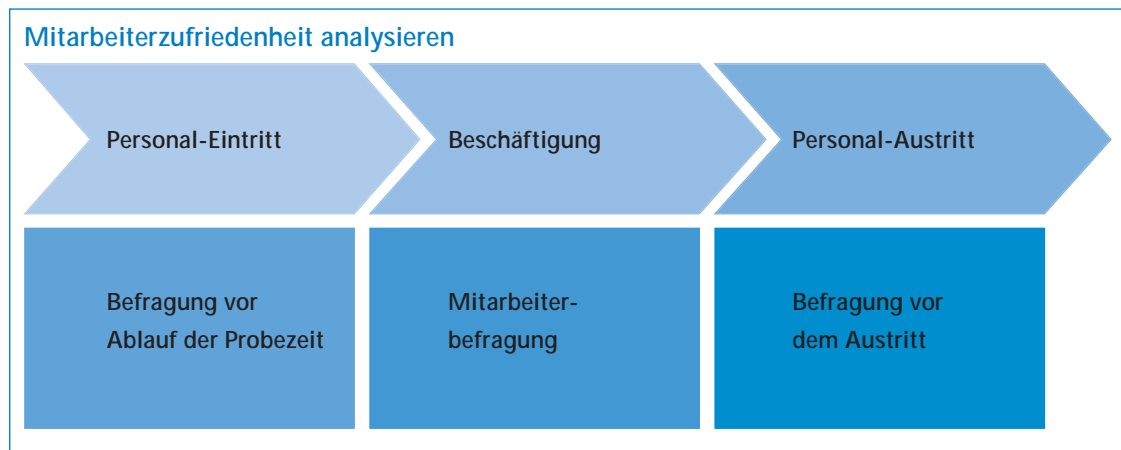 Mitarbeiterzufriedenheit analysieren
Personal-Eintritt
Beschäftigung
Personal-Austritt
Befragung vor
Ablauf der Probezeit
Mitarbeiter-
befragung
Befragung vor
dem Austritt